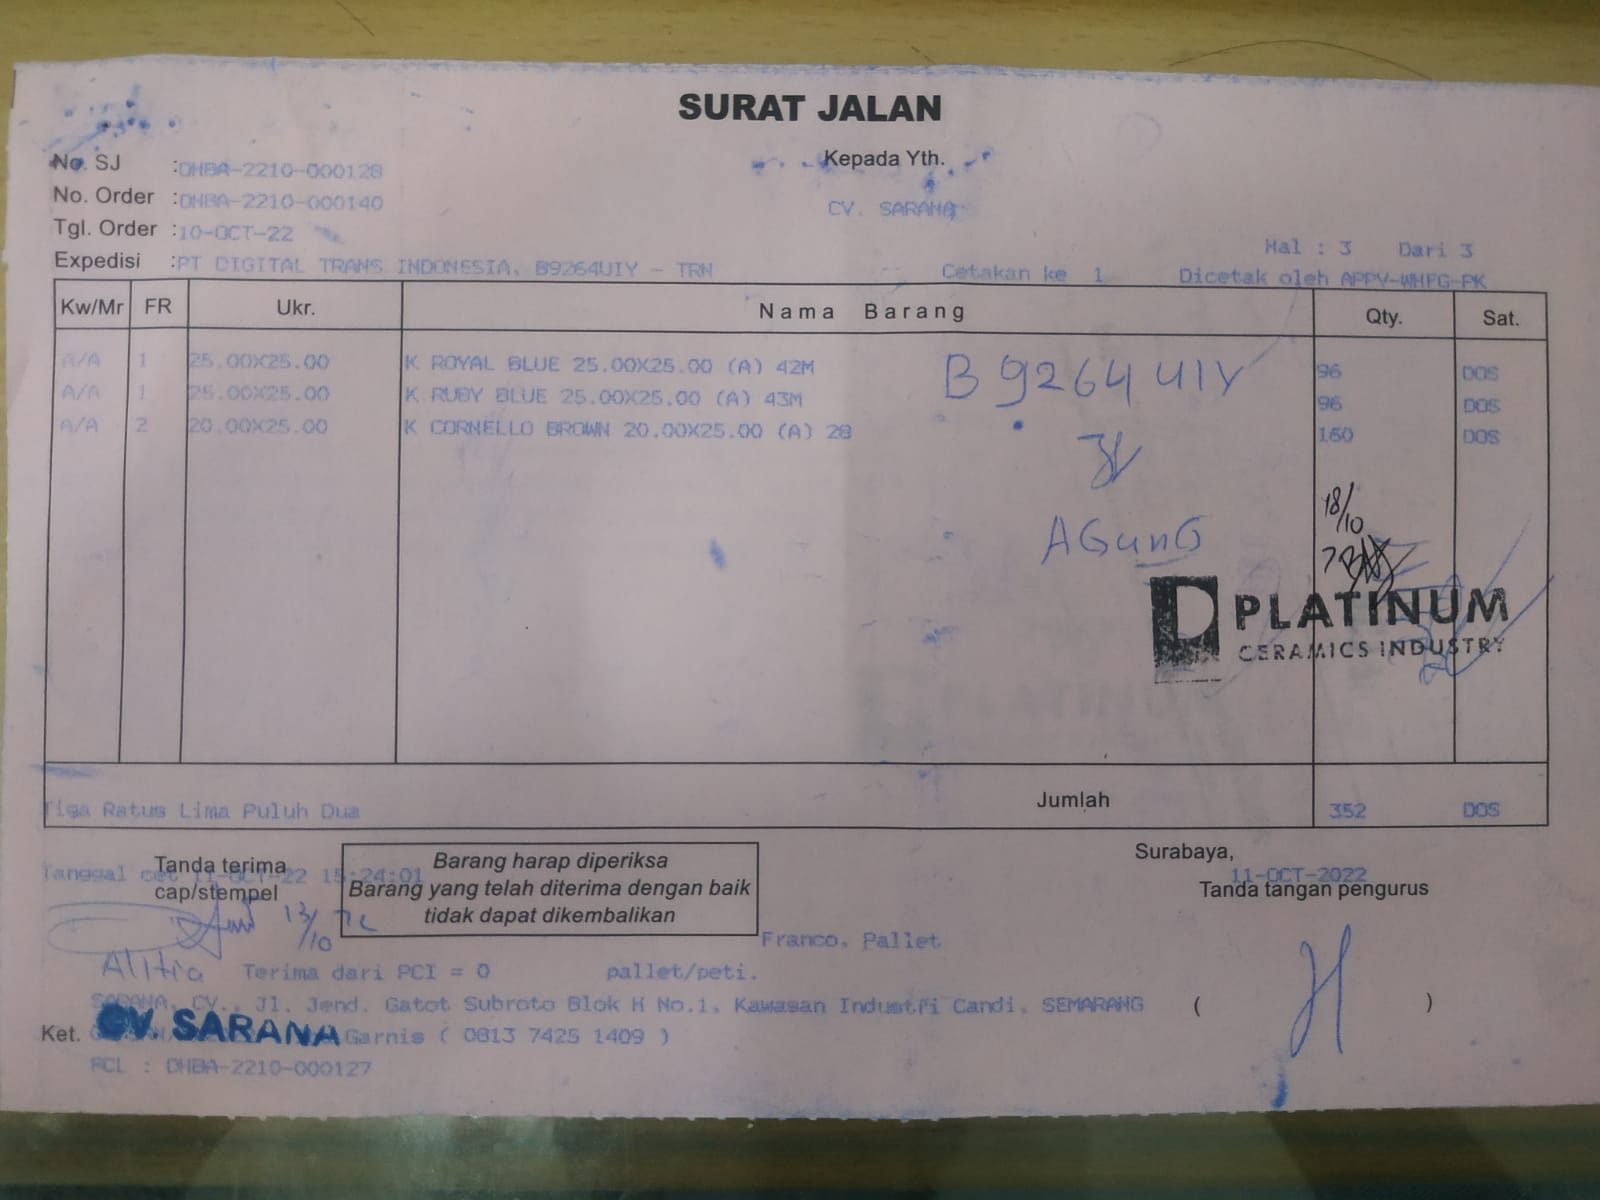 SURAT JALAN
No. SJ : DHBA-2210-000128
Kepada Yth.
No. Order : DNBA-2210-000140
CV. SARANA
Tgl. Order : 10-OCT-22
Hal : 3 Dari 3
Expedisi : PT DIGITAL TRANS INDONESIA, B9264UIY - TRN
Cetakan ke 1 Dicetak oleh APPY-WHFG-PK
Kw/Mr FR Ukr. Nama Barang Qty. Sat.
A/A 1 25.00X25.00 K ROYAL BLUE 25.00X25.00 (A) 42M 96 DOS
A/A 1 25.00X25.00 K RUBY BLUE 25.00X25.00 (A) 43M 96 DOS
A/A 2 20.00X25.00 K CORNELLO BROWN 20.00X25.00 (A) 28 160 DOS
B 9264 UIY
18/10
AGunG
PLATINUM
CERAMICS INDUSTRY
Jumlah
Tiga Ratus Lima Puluh Dua 352 DOS
Tanda terima
cap/stempel
Tanggal cet 11-OCT-22 15:24:01
Barang harap diperiksa
Barang yang telah diterima dengan baik
tidak dapat dikembalikan
Surabaya,
11-OCT-2022
Tanda tangan pengurus
13/10
Franco, Pallet
Terima dari PCI = 0 pallet/peti.
SARANA, CV., Jl. Jend. Gatot Subroto Blok H No.1, Kawasan Industri Candi, SEMARANG
( )
Ket.
CV. SARANA
Garnis ( 0813 7425 1409 )
FCL : DHBA-2210-000127